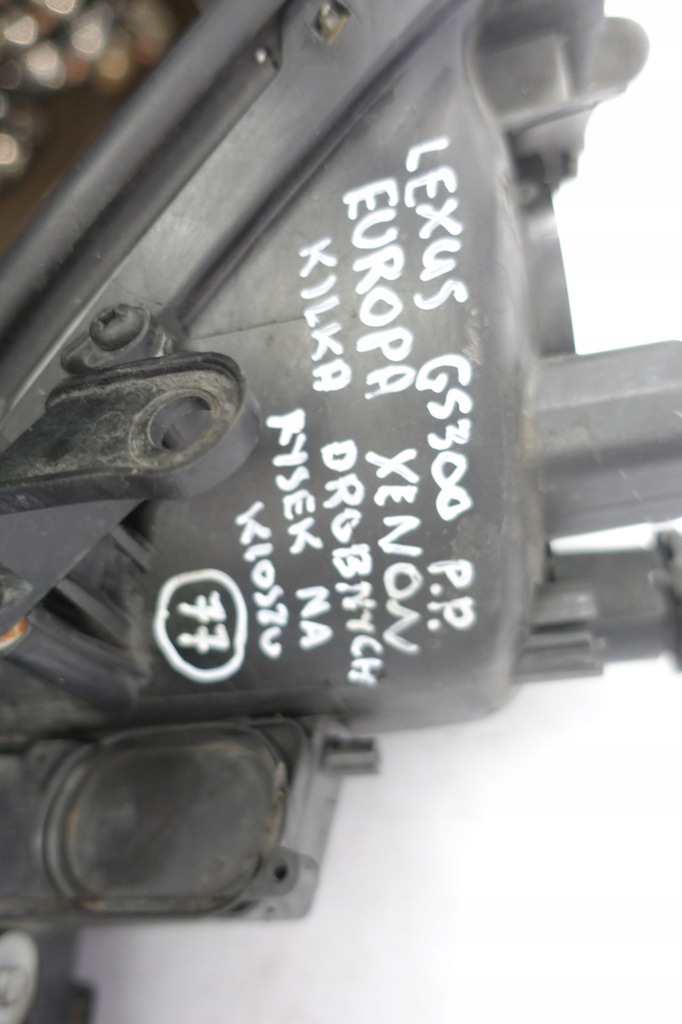 LEXUS GS300 P.P.
EUROPA XENON
KILKA DROBNYCH
RYSEK NA
KLOSZU
77